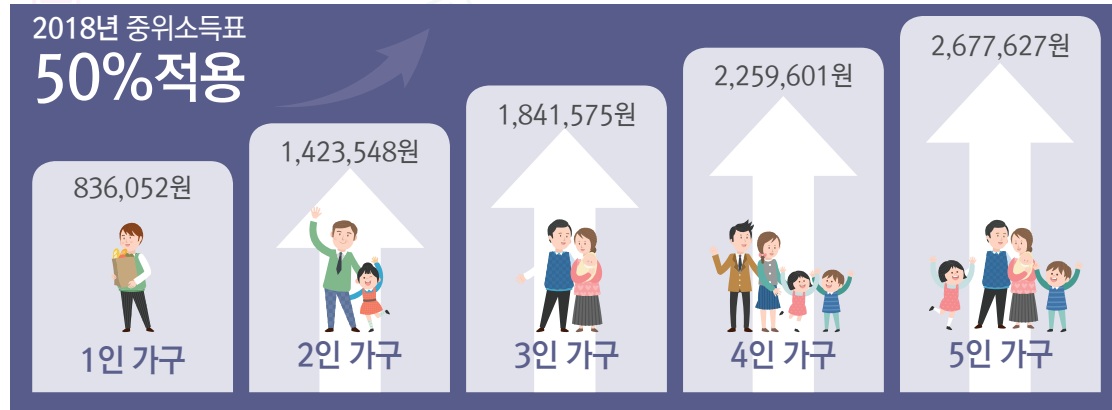 2018년 중위소득표
50%적용
836,052원
1인 가구
1,423,548원
2인 가구
1,841,575원
3인 가구
2,259,601원
4인 가구
2,677,627원
5인 가구